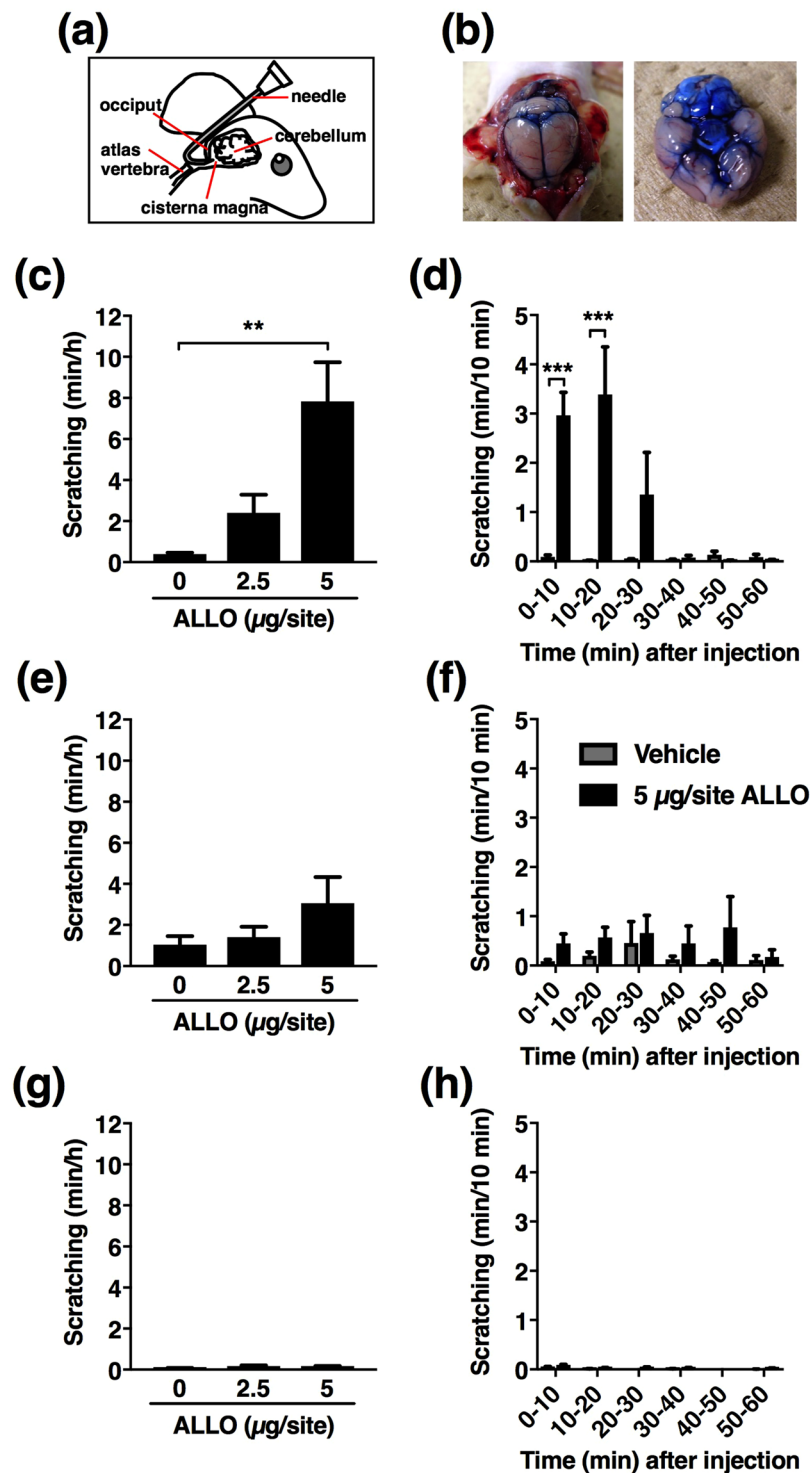 (a)
occiput
atlas
vertebra
needle
cerebellum
cisterna magna
(b)
(c)
Scratching (min/h)
12
10
8
6
4
2
0
**
0 2.5 5
ALLO (µg/site)
(d)
Scratching (min/10 min)
5
4
3
2
1
0
***
***
0-10 10-20 20-30 30-40 40-50 50-60
Time (min) after injection
(e)
Scratching (min/h)
12
10
8
6
4
2
0
0 2.5 5
ALLO (µg/site)
(f)
Scratching (min/10 min)
5
4
3
2
1
0
Vehicle
5 µg/site ALLO
0-10 10-20 20-30 30-40 40-50 50-60
Time (min) after injection
(g)
Scratching (min/h)
12
10
8
6
4
2
0
0 2.5 5
ALLO (µg/site)
(h)
Scratching (min/10 min)
5
4
3
2
1
0
0-10 10-20 20-30 30-40 40-50 50-60
Time (min) after injection